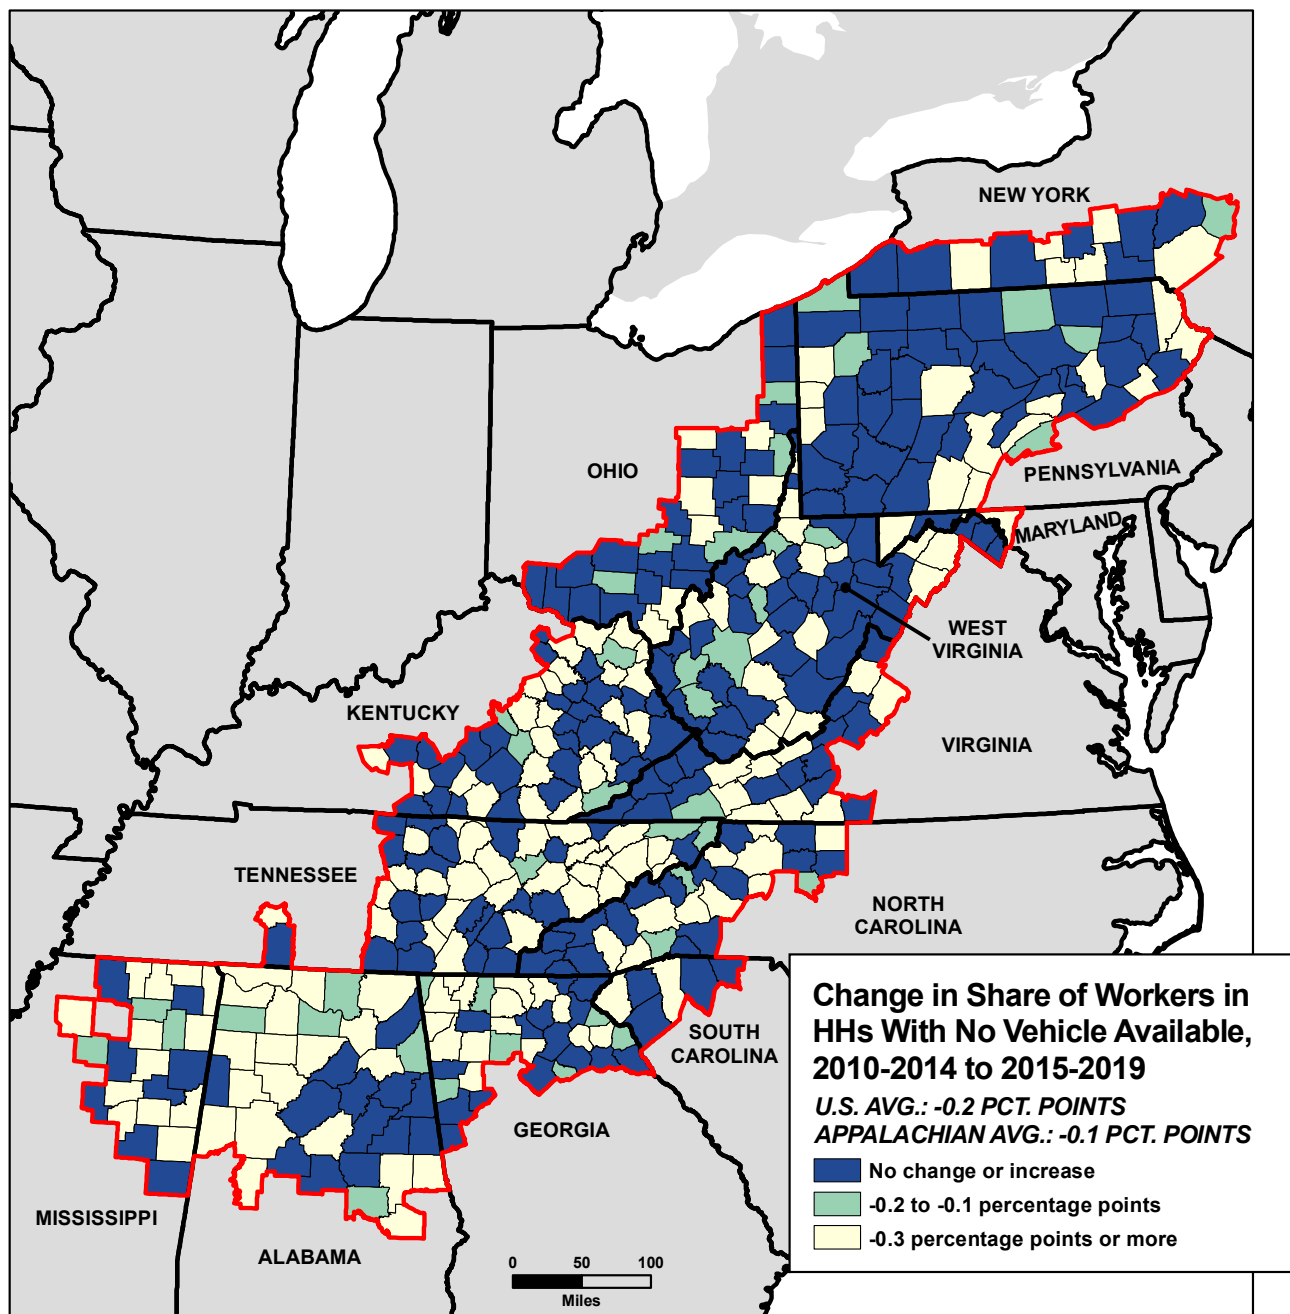 NEW YORK
OHIO
PENNSYLVANIA
MARYLAND
WEST
VIRGINIA
KENTUCKY
VIRGINIA
TENNESSEE
NORTH
CAROLINA
SOUTH
CAROLINA
GEORGIA
MISSISSIPPI
ALABAMA
Change in Share of Workers in
HHs With No Vehicle Available,
2010-2014 to 2015-2019
U.S. AVG.: -0.2 PCT. POINTS
APPALACHIAN AVG.: -0.1 PCT. POINTS
No change or increase
-0.2 to -0.1 percentage points
-0.3 percentage points or more
0 50 100
Miles